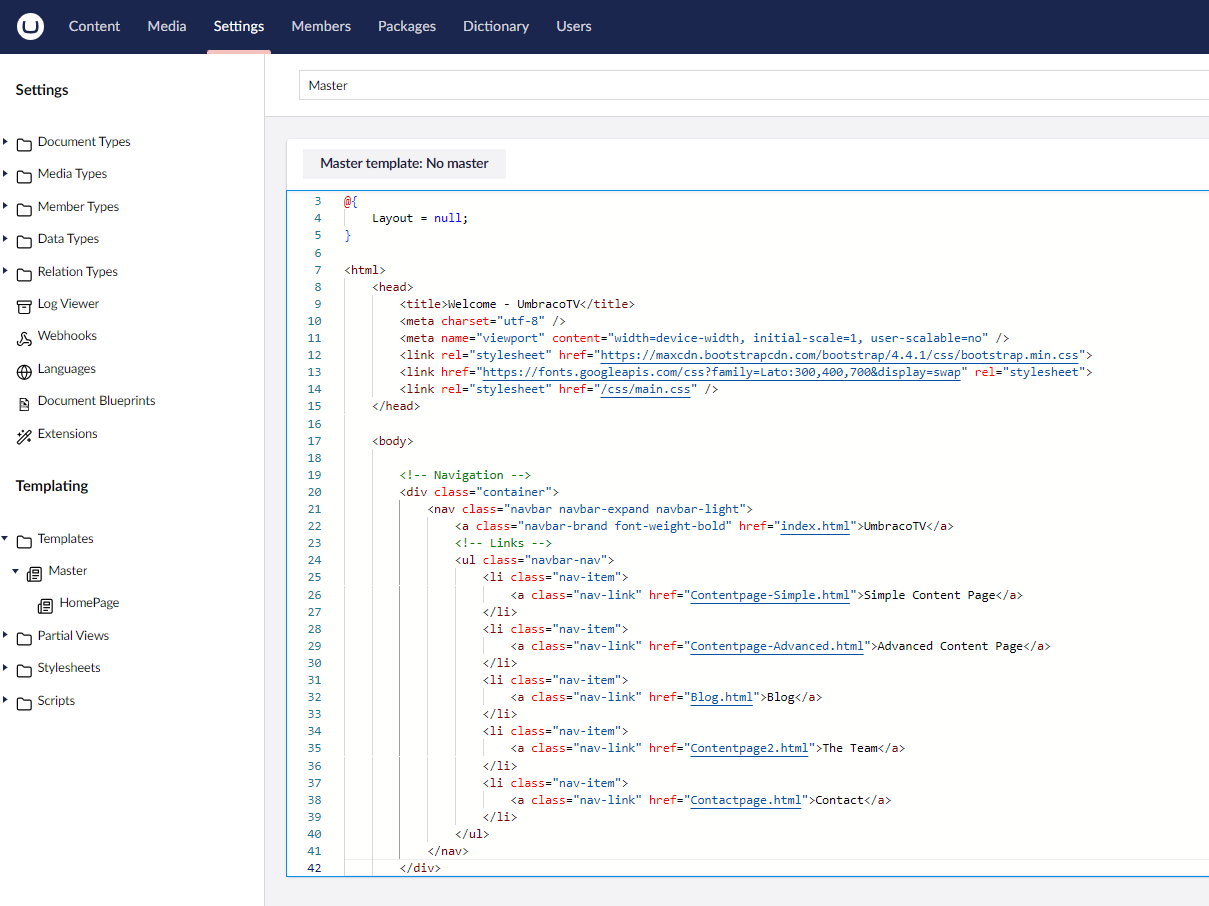 Content Media Settings Members Packages Dictionary Users
Settings
Document Types
Media Types
Member Types
Data Types
Relation Types
Log Viewer
Webhooks
Languages
Document Blueprints
Extensions
Templating
Templates
Master
HomePage
Partial Views
Stylesheets
Scripts
Master
Master template: No master
3 @{
4 Layout = null;
5 }
6
7 <html>
8 <head>
9 <title>Welcome - UmbracoTV</title>
10 <meta charset="utf-8" />
11 <meta name="viewport" content="width=device-width, initial-scale=1, user-scalable=no" />
12 <link rel="stylesheet" href="https://maxcdn.bootstrapcdn.com/bootstrap/4.4.1/css/bootstrap.min.css">
13 <link href="https://fonts.googleapis.com/css?family=Lato:300,400,700&display=swap" rel="stylesheet">
14 <link rel="stylesheet" href="/css/main.css" />
15 </head>
16
17 <body>
18
19 <!-- Navigation -->
20 <div class="container">
21 <nav class="navbar navbar-expand navbar-light">
22 <a class="navbar-brand font-weight-bold" href="index.html">UmbracoTV</a>
23 <!-- Links -->
24 <ul class="navbar-nav">
25 <li class="nav-item">
26 <a class="nav-link" href="Contentpage-Simple.html">Simple Content Page</a>
27 </li>
28 <li class="nav-item">
29 <a class="nav-link" href="Contentpage-Advanced.html">Advanced Content Page</a>
30 </li>
31 <li class="nav-item">
32 <a class="nav-link" href="Blog.html">Blog</a>
33 </li>
34 <li class="nav-item">
35 <a class="nav-link" href="Contentpage2.html">The Team</a>
36 </li>
37 <li class="nav-item">
38 <a class="nav-link" href="Contactpage.html">Contact</a>
39 </li>
40 </ul>
41 </nav>
42 </div>